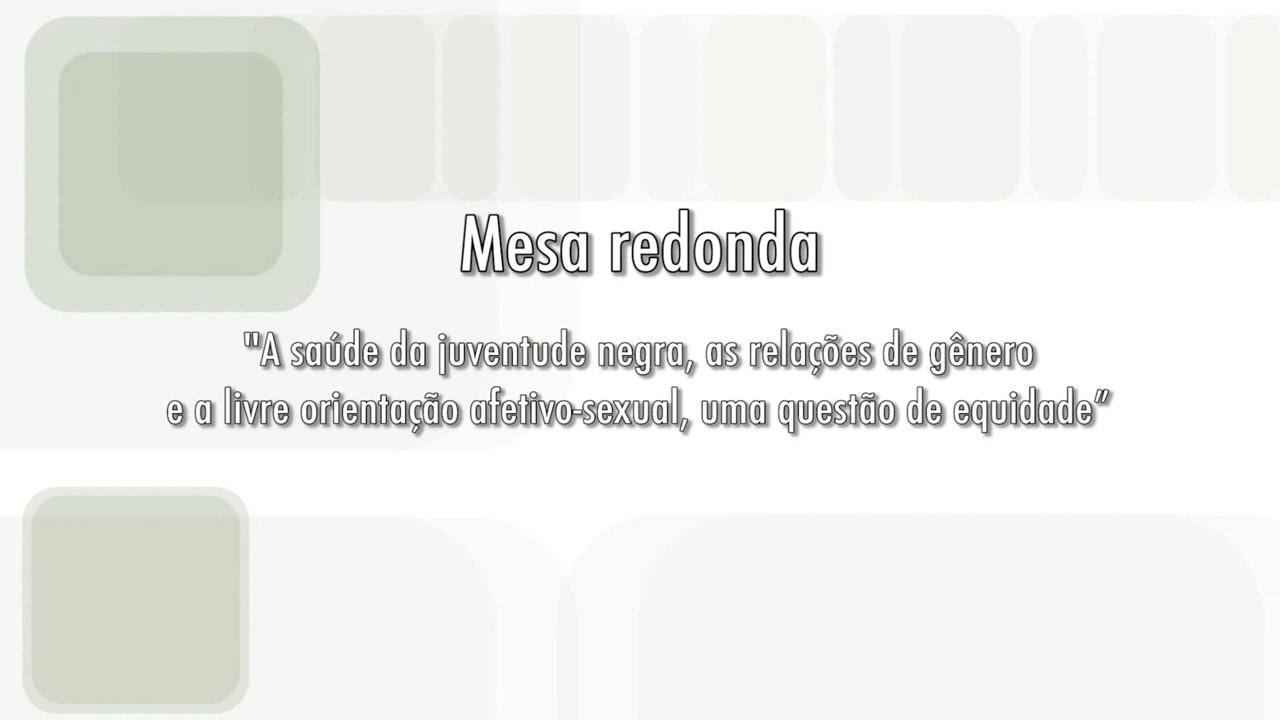 Mesa redonda
"A saúde da juventude negra, as relações de gênero
e a livre orientação afetivo-sexual, uma questão de equidade”